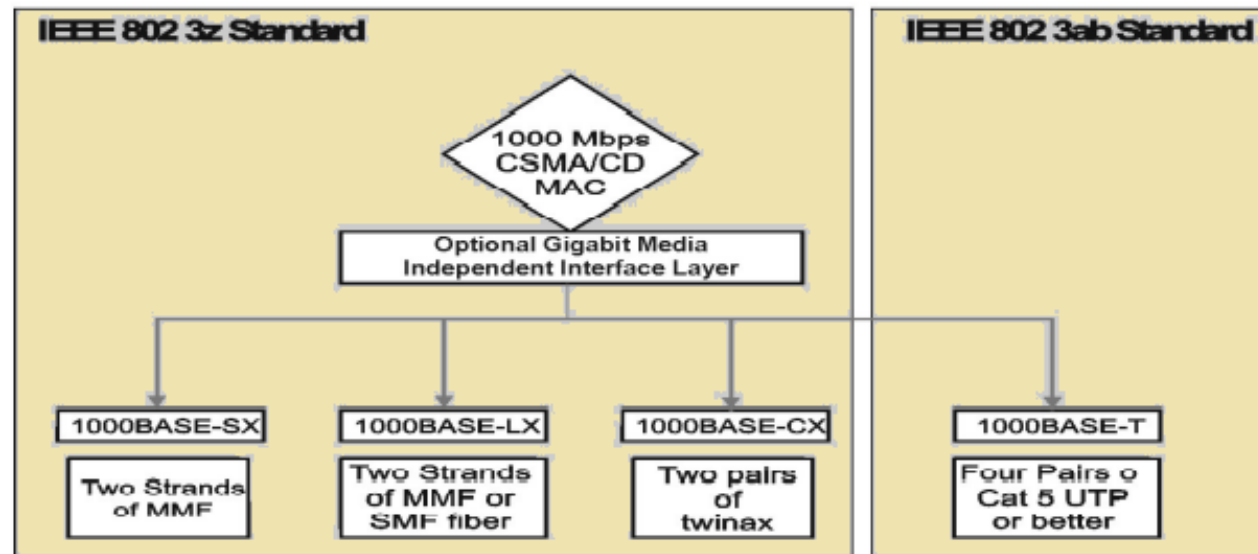 IEEE 802 3z Standard
IEEE 802 3ab Standard
1000 Mbps
CSMA/CD
MAC
Optional Gigabit Media
Independent Interface Layer
1000BASE-SX
1000BASE-LX
1000BASE-CX
1000BASE-T
Two Strands
of MMF
Two Strands
of MMF or
SMF fiber
Two pairs
of
twinax
Four Pairs o
Cat 5 UTP
or better